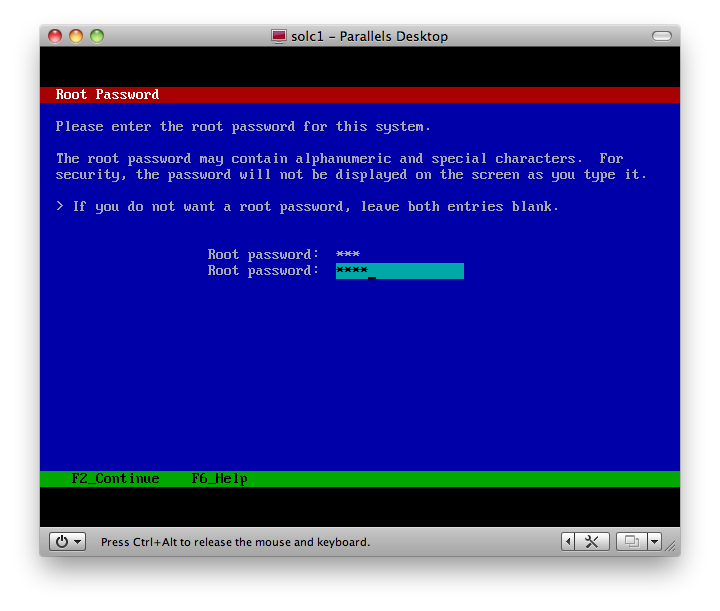 solc1 – Parallels Desktop
Root Password
Please enter the root password for this system.
The root password may contain alphanumeric and special characters.  For
security, the password will not be displayed on the screen as you type it.
> If you do not want a root password, leave both entries blank.
Root password:  ***
Root password:  ****_
F2_Continue    F6_Help
Press Ctrl+Alt to release the mouse and keyboard.